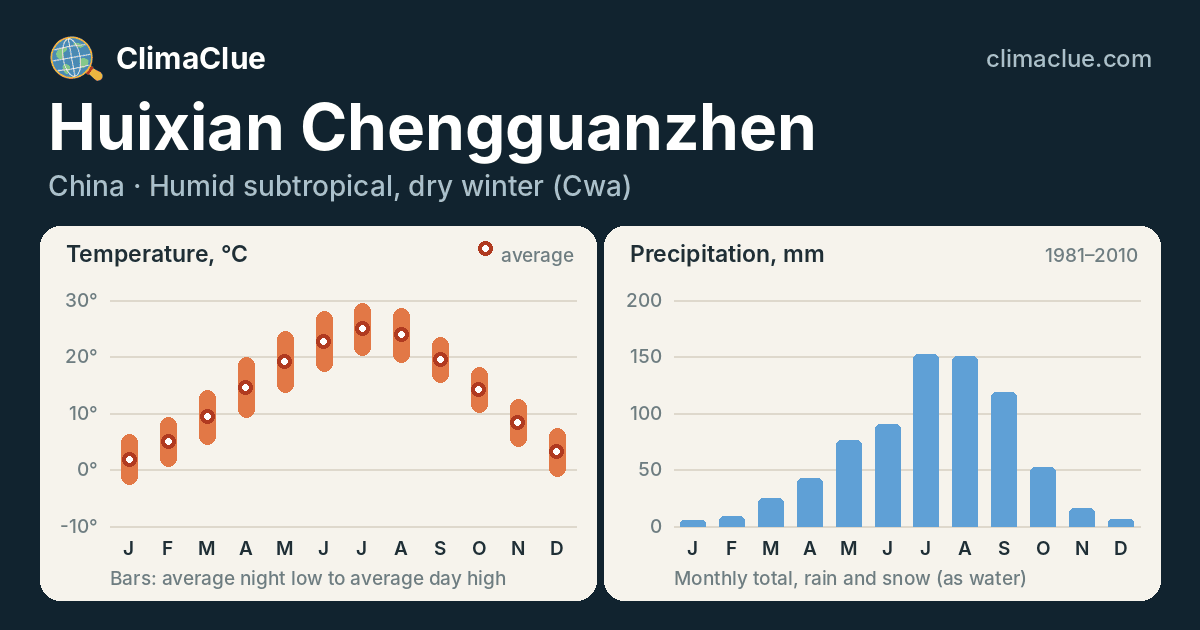 ClimaClue
climaclue.com
Huixian Chengguanzhen
China · Humid subtropical, dry winter (Cwa)
Temperature, °C
average
30°
20°
10°
0°
-10°
J F M A M J J A S O N D
Bars: average night low to average day high
Precipitation, mm
1981–2010
200
150
100
50
0
J F M A M J J A S O N D
Monthly total, rain and snow (as water)